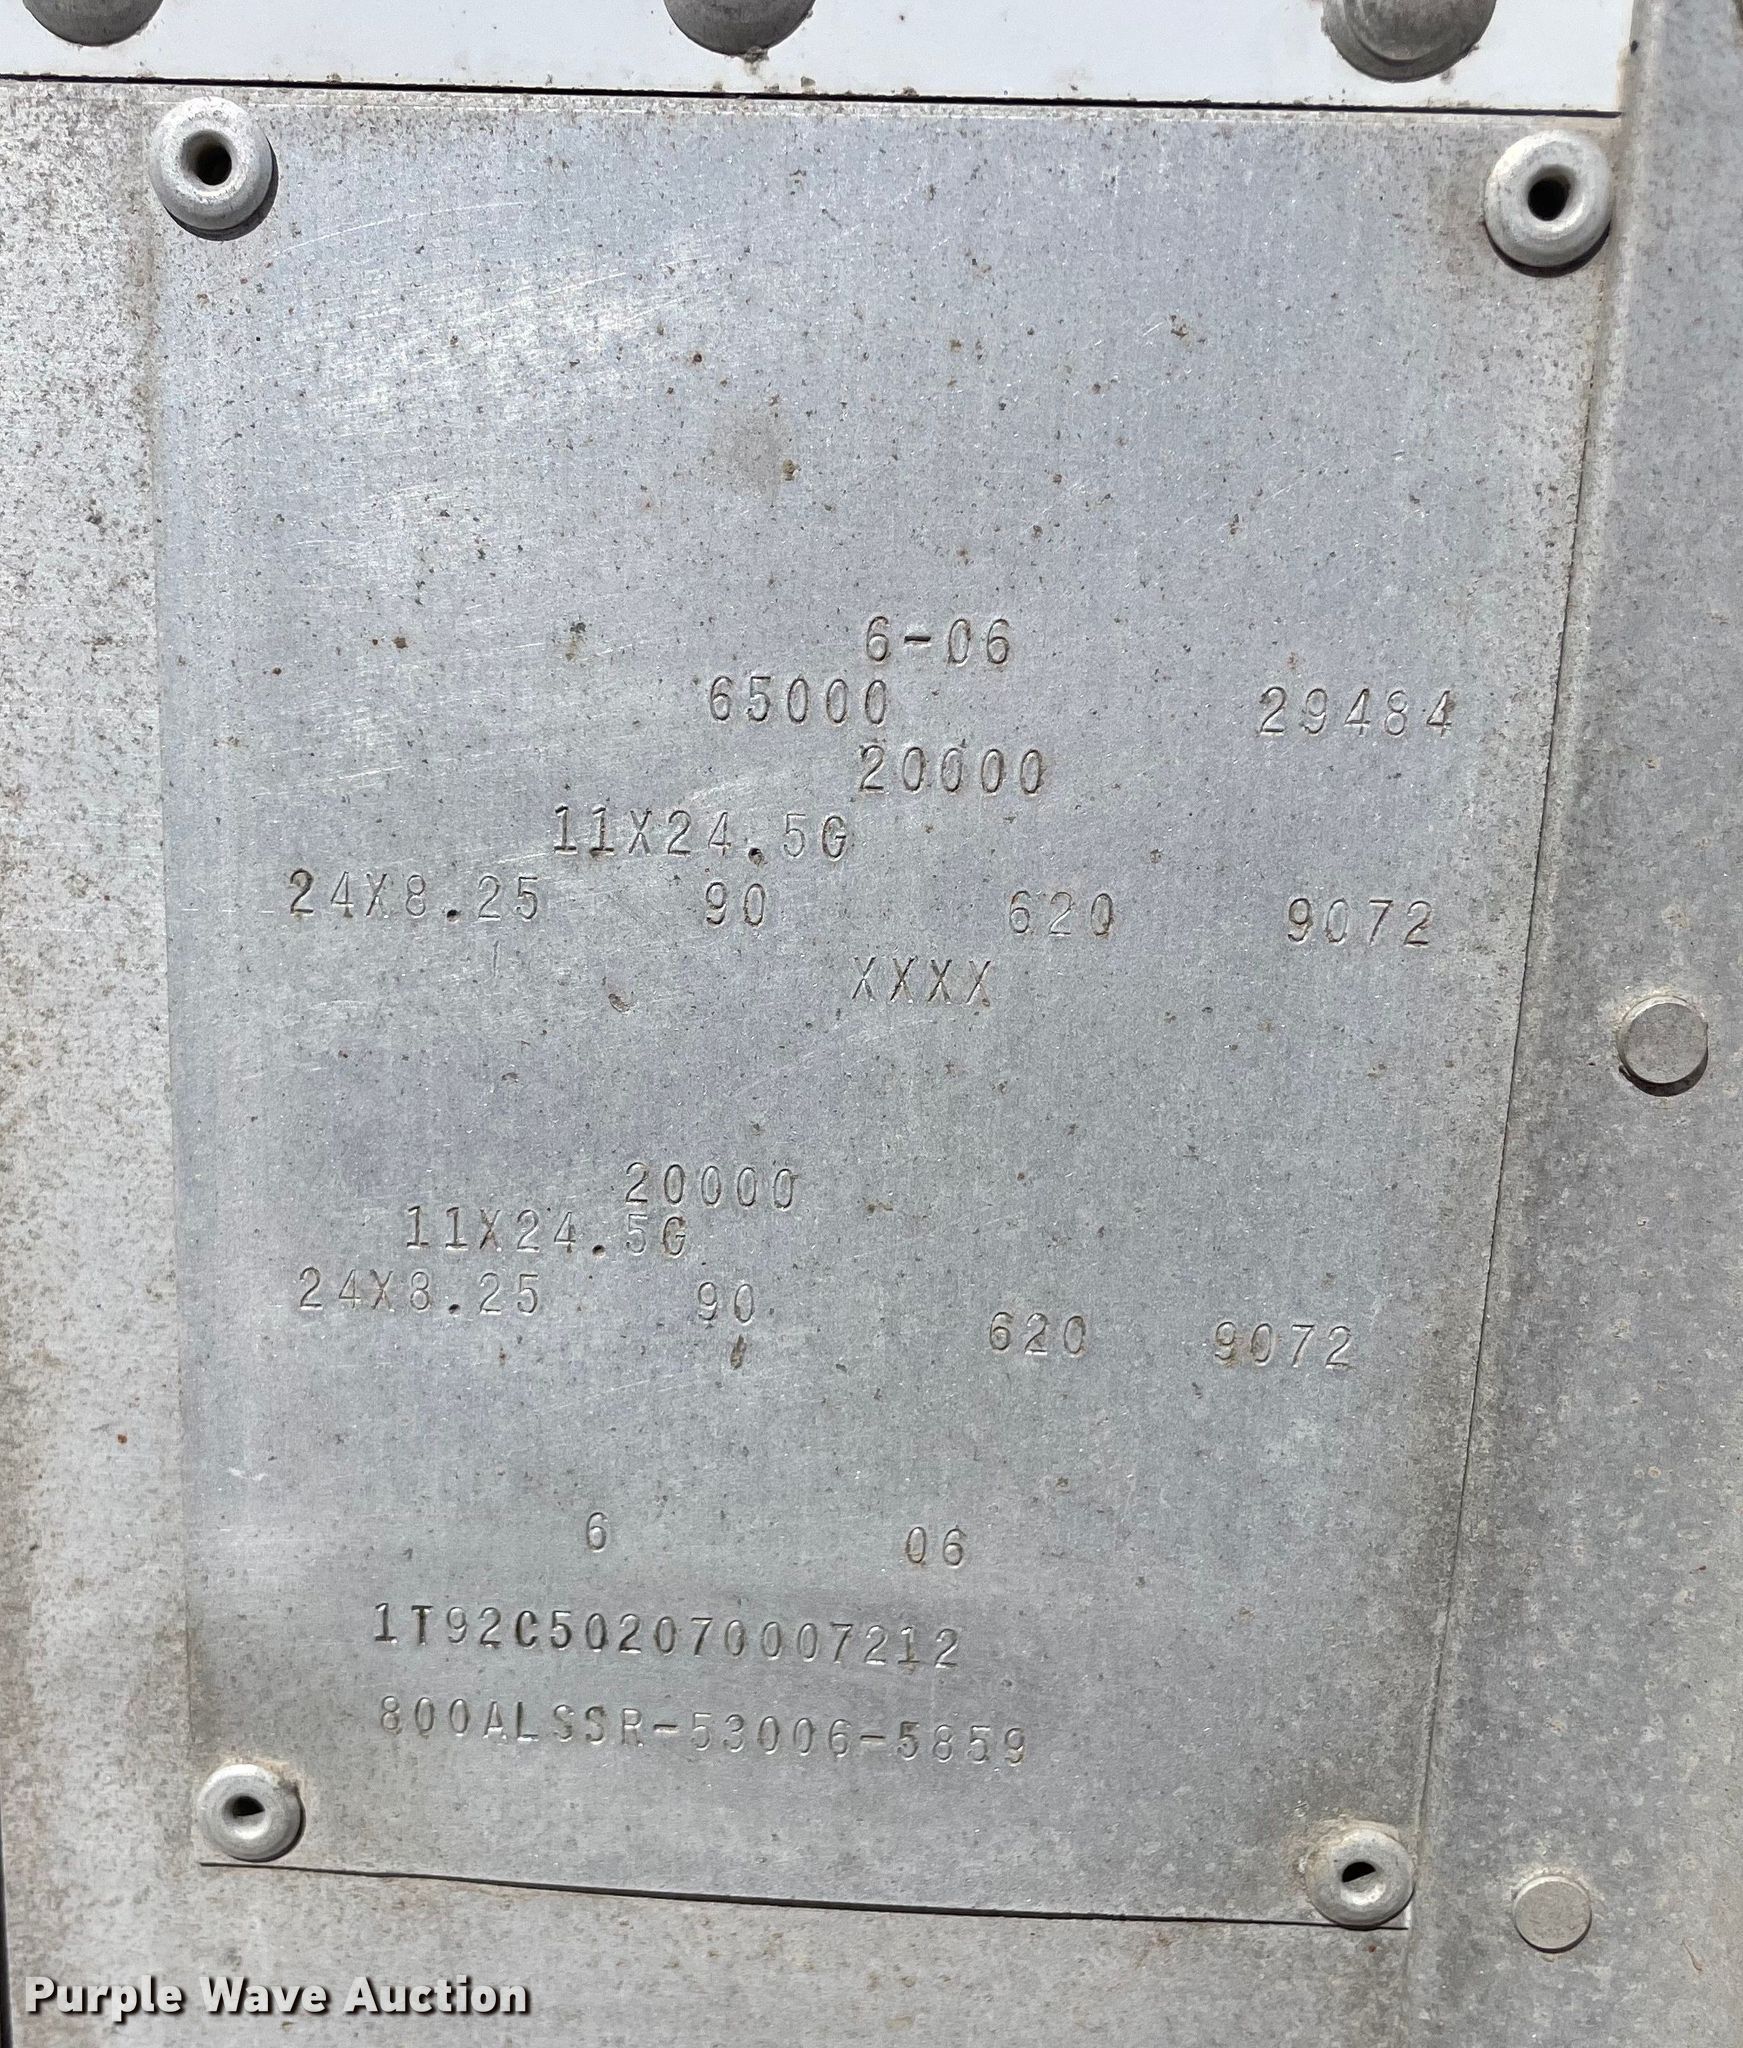 6-06
65000 29484
20000
11X24.5G
24X8.25 90 620 9072
XXXX
20000
11X24.5G
24X8.25 90 620 9072
6 06
1T92C502070007212
800ALSSR-53006-5859
Purple Wave Auction